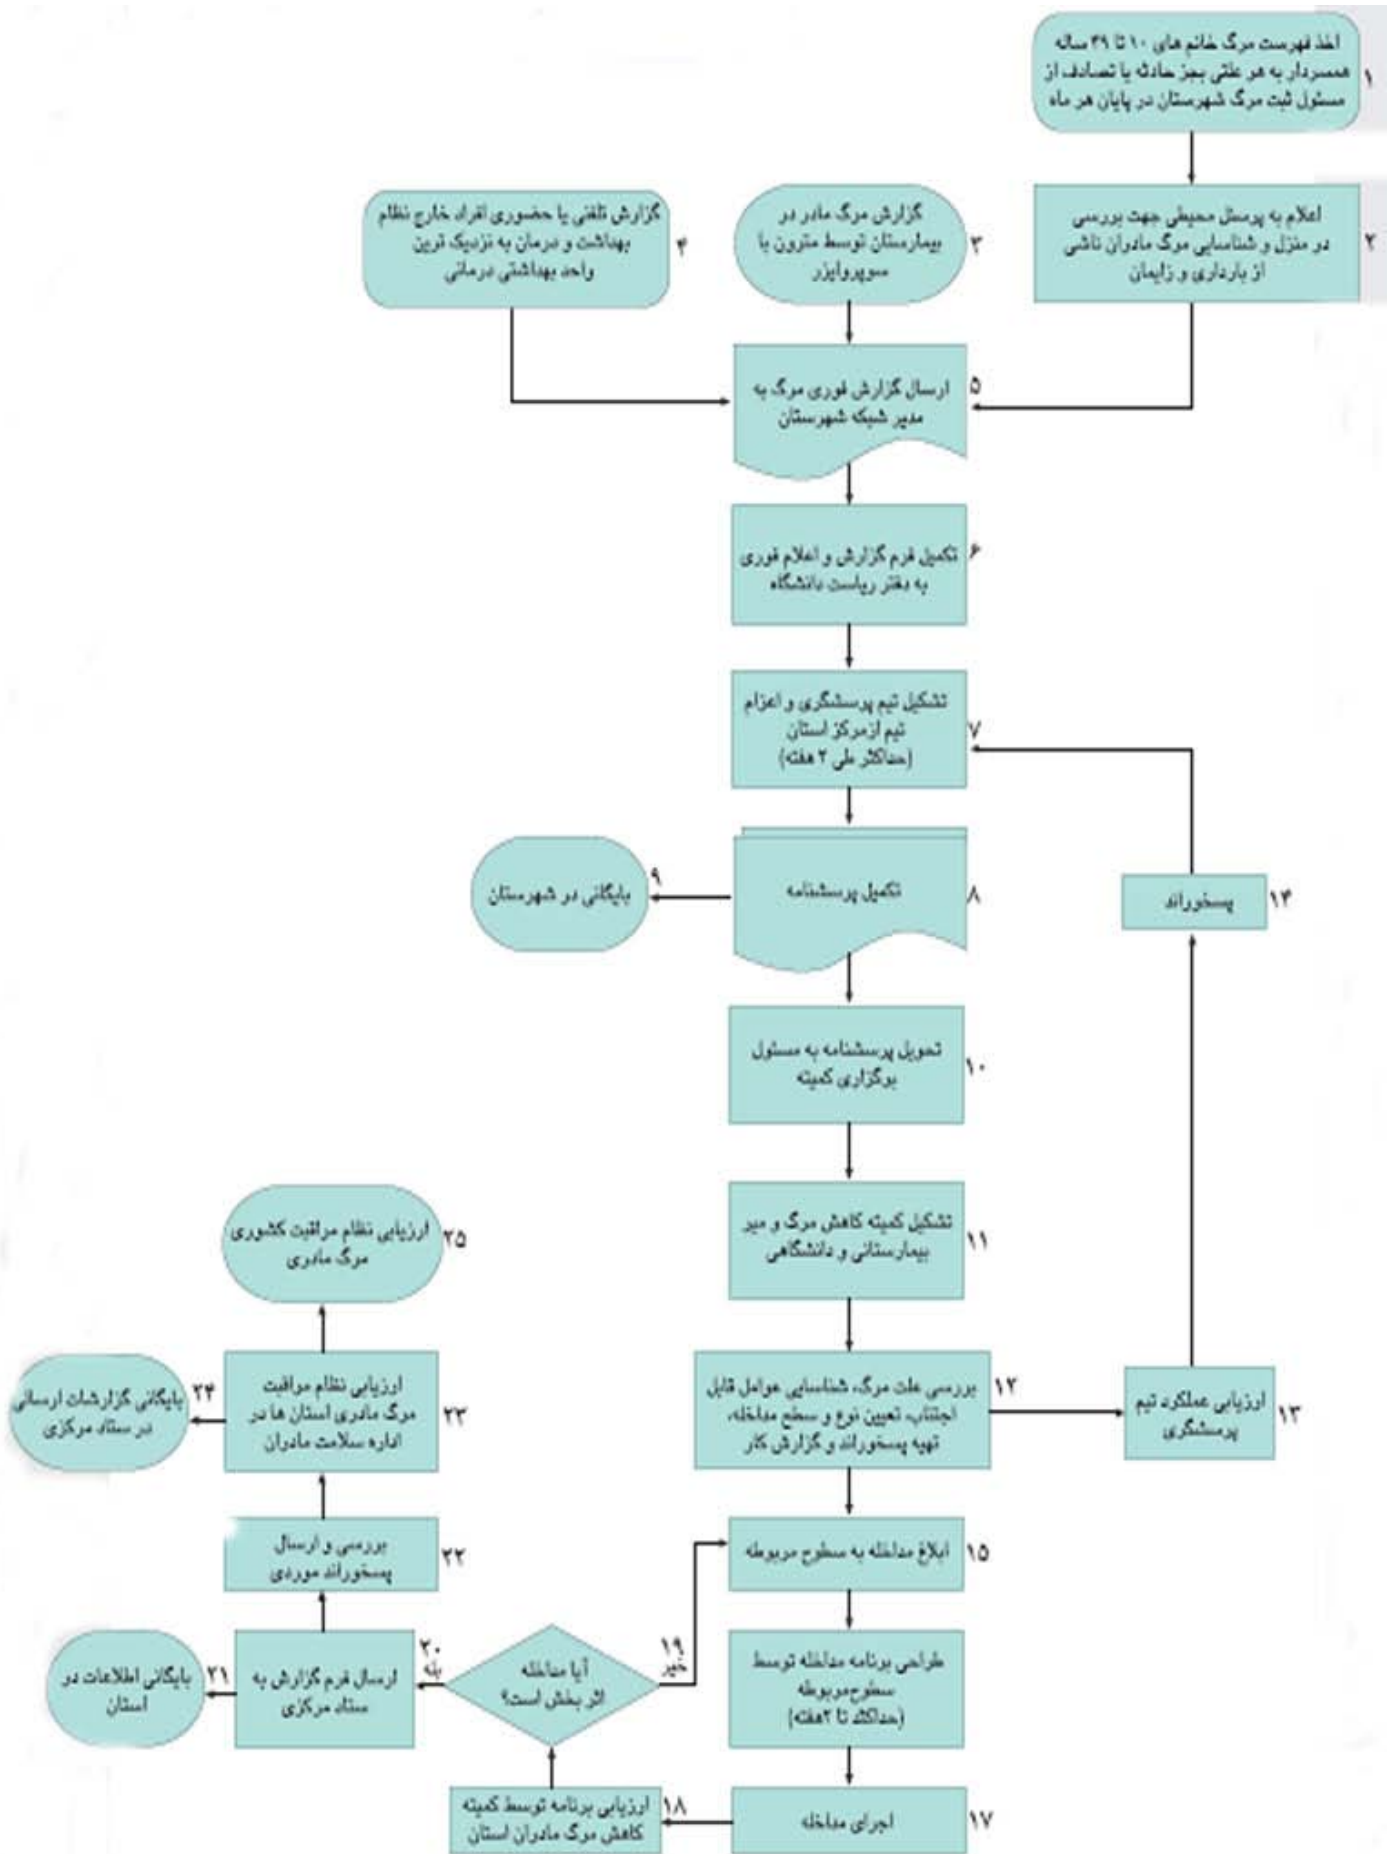 ۱
اخذ فهرست مرگ خانم های ۱۰ تا ۴۹ ساله
همسردار به هر علتی بجز حادثه یا تصادف از
مسئول ثبت مرگ شهرستان در پایان هر ماه
۲
اعلام به پرسنل محیطی جهت بررسی
در منزل و شناسایی مرگ مادران ناشی
از بارداری و زایمان
۳
گزارش مرگ مادر در
بیمارستان توسط مترون یا
سوپروایزر
۴
گزارش تلفنی یا حضوری افراد خارج نظام
بهداشت و درمان به نزدیک ترین
واحد بهداشتی درمانی
۵
ارسال گزارش فوری مرگ به
مدیر شبکه شهرستان
۶
تکمیل فرم گزارش و اعلام فوری
به دفتر ریاست دانشگاه
۷
تشکیل تیم پرسشگری و اعزام
تیم ازمرکز استان
(حداکثر طی ۲ هفته)
۸
تکمیل پرسشنامه
۹
بایگانی در شهرستان
۱۰
تحویل پرسشنامه به مسئول
برگزاری کمیته
۱۱
تشکیل کمیته کاهش مرگ و میر
بیمارستانی و دانشگاهی
۱۲
بررسی علت مرگ، شناسایی عوامل قابل
اجتناب، تعیین نوع و سطح مداخله،
تهیه پسخوراند و گزارش کار
۱۳
ارزیابی عملکرد تیم
پرسشگری
۱۴
پسخوراند
۱۵
ابلاغ مداخله به سطوح مربوطه
طراحی برنامه مداخله توسط
سطوح‌مربوطه
(حداکثر تا ۲هفته)
۱۷
اجرای مداخله
۱۸
ارزیابی برنامه توسط کمیته
کاهش مرگ مادران استان
آیا مداخله
اثر بخش است؟
۱۹
خیر
۲۰
بله
ارسال فرم گزارش به
ستاد مرکزی
۲۱
بایگانی اطلاعات در
استان
۲۲
بررسی و ارسال
پسخوراند موردی
۲۳
ارزیابی نظام مراقبت
مرگ مادری استان ها در
اداره سلامت مادران
۲۴
بایگانی گزارشات ارسالی
در ستاد مرکزی
۲۵
ارزیابی نظام مراقبت کشوری
مرگ مادری